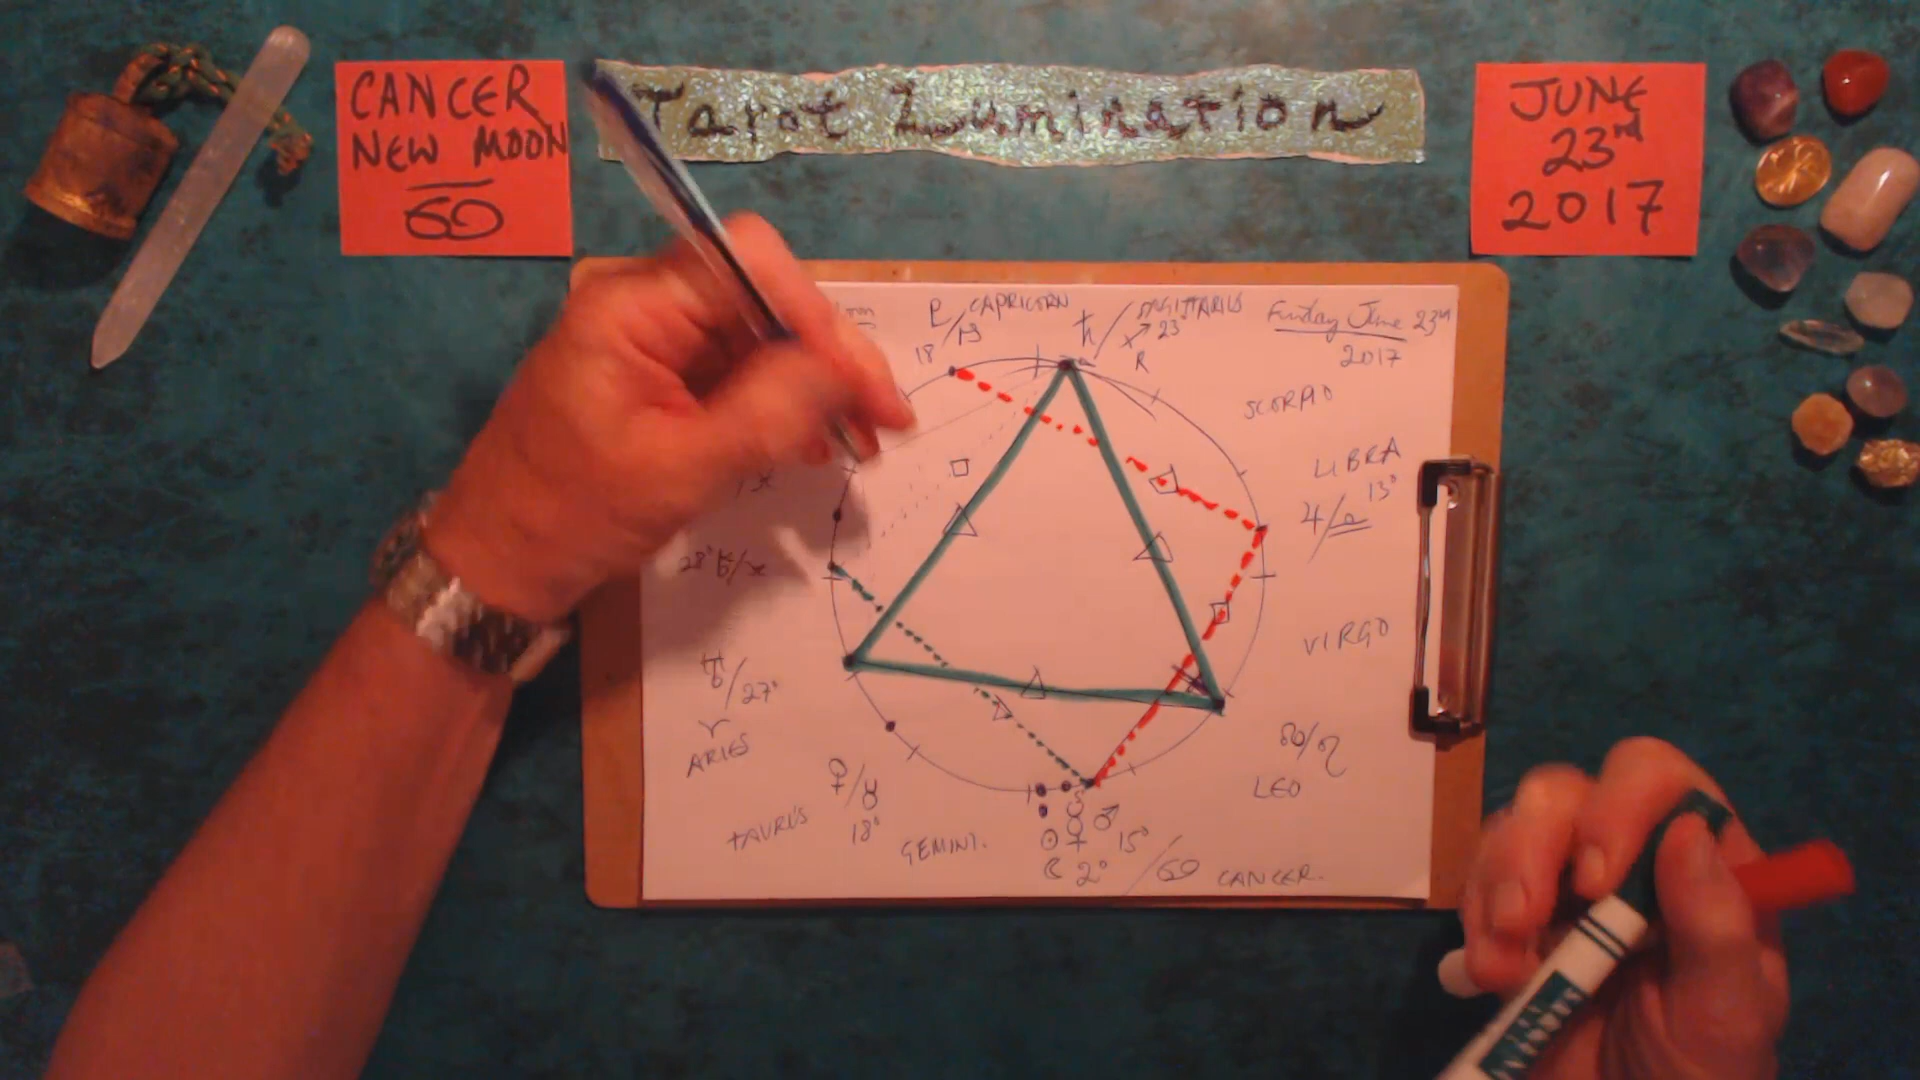 CANCER
NEW MOON
♋
Tarot Lumination
JUNE
23rd
2017
CAPRICORN
18
SAGITTARIUS
♐ 23°
R
Friday June 23rd
2017
SCORPIO
LIBRA
13°
♃/♎
28°
VIRGO
27°
♈
ARIES
♌
LEO
♀/♉
TAURUS
18°
GEMINI.
☿ ♂
☉ 15°
☾ 2° /♋ CANCER.